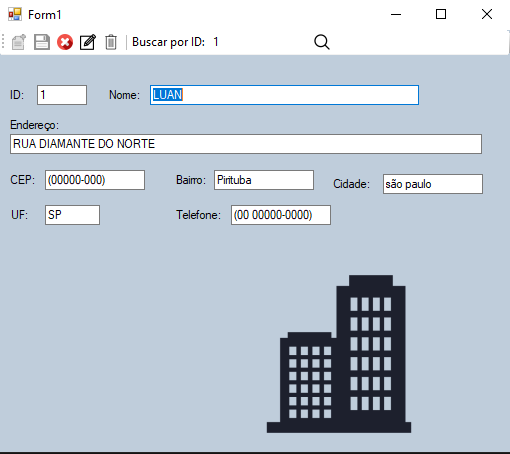 Form1
Buscar por ID: 1
ID: 1 Nome: LUAN
Endereço:
RUA DIAMANTE DO NORTE
CEP: (00000-000) Bairro: Pirituba Cidade: são paulo
UF: SP Telefone: (00 00000-0000)